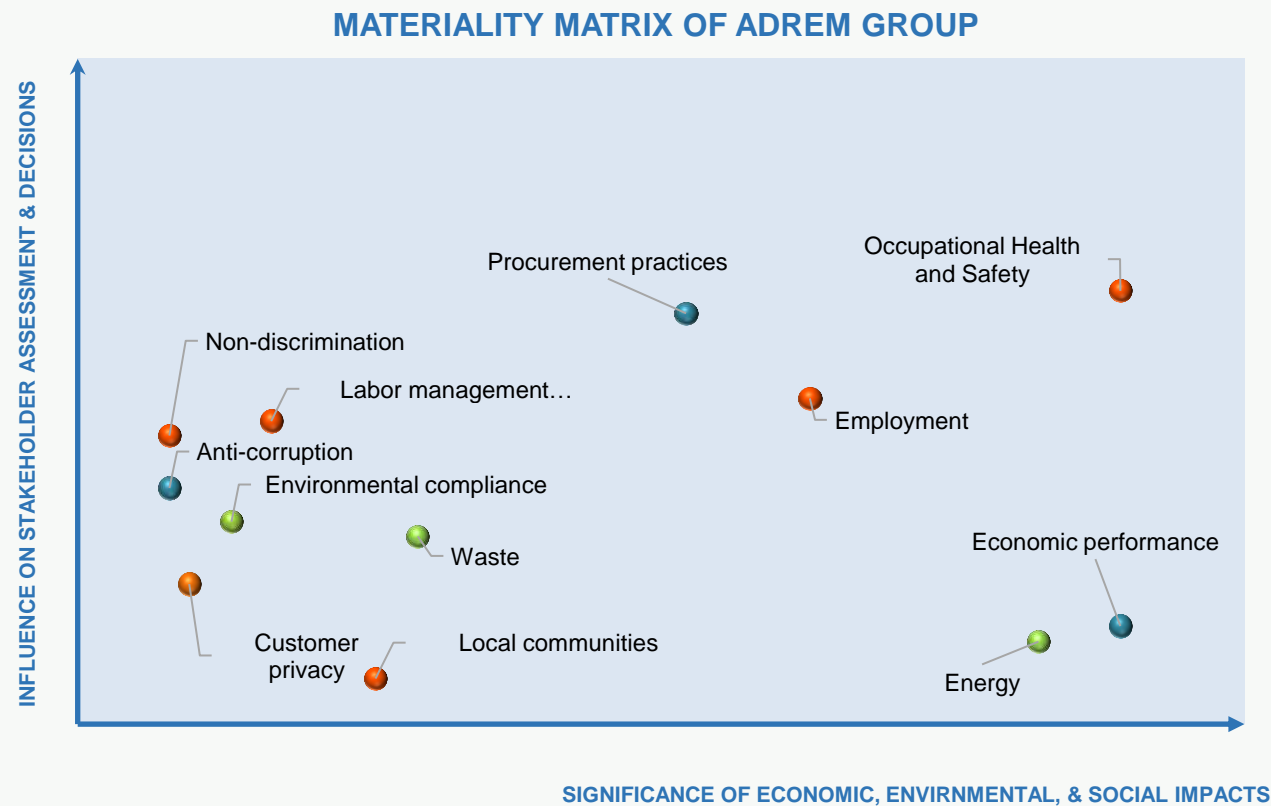 MATERIALITY MATRIX OF ADREM GROUP
INFLUENCE ON STAKEHOLDER ASSESSMENT & DECISIONS
Occupational Health
and Safety
Procurement practices
Non-discrimination
Labor management…
Employment
Anti-corruption
Environmental compliance
Waste
Economic performance
Customer
privacy
Local communities
Energy
SIGNIFICANCE OF ECONOMIC, ENVIRNMENTAL, & SOCIAL IMPACTS